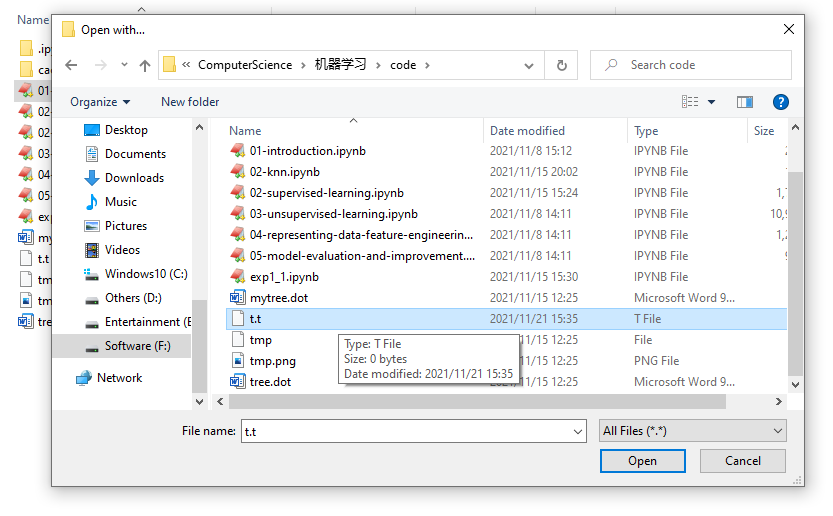 Name
Open with...
« ComputerScience > 机器学习 > code >
Search code
Organize
New folder
?
.ip
cac
01-
02-
02-
03-
04-
05-
exp
my
t.t
tm
tm
tre
Desktop
Documents
Downloads
Music
Pictures
Videos
Windows10 (C:)
Others (D:)
Entertainment (E
Software (F:)
Network
Name Date modified Type Size
01-introduction.ipynb 2021/11/8 15:12 IPYNB File
02-knn.ipynb 2021/11/15 20:02 IPYNB File
02-supervised-learning.ipynb 2021/11/15 15:24 IPYNB File 1,
03-unsupervised-learning.ipynb 2021/11/8 14:11 IPYNB File 10,9
04-representing-data-feature-engineerin... 2021/11/8 14:11 IPYNB File 1,2
05-model-evaluation-and-improvement.... 2021/11/8 14:11 IPYNB File
exp1_1.ipynb 2021/11/15 15:30 IPYNB File
mytree.dot 2021/11/15 12:25 Microsoft Word 9...
t.t 2021/11/21 15:35 T File
tmp 2021/11/15 12:25 File
tmp.png 2021/11/15 12:25 PNG File
tree.dot 2021/11/15 12:25 Microsoft Word 9...
Type: T File
Size: 0 bytes
Date modified: 2021/11/21 15:35
File name: t.t
All Files (*.*)
Open
Cancel